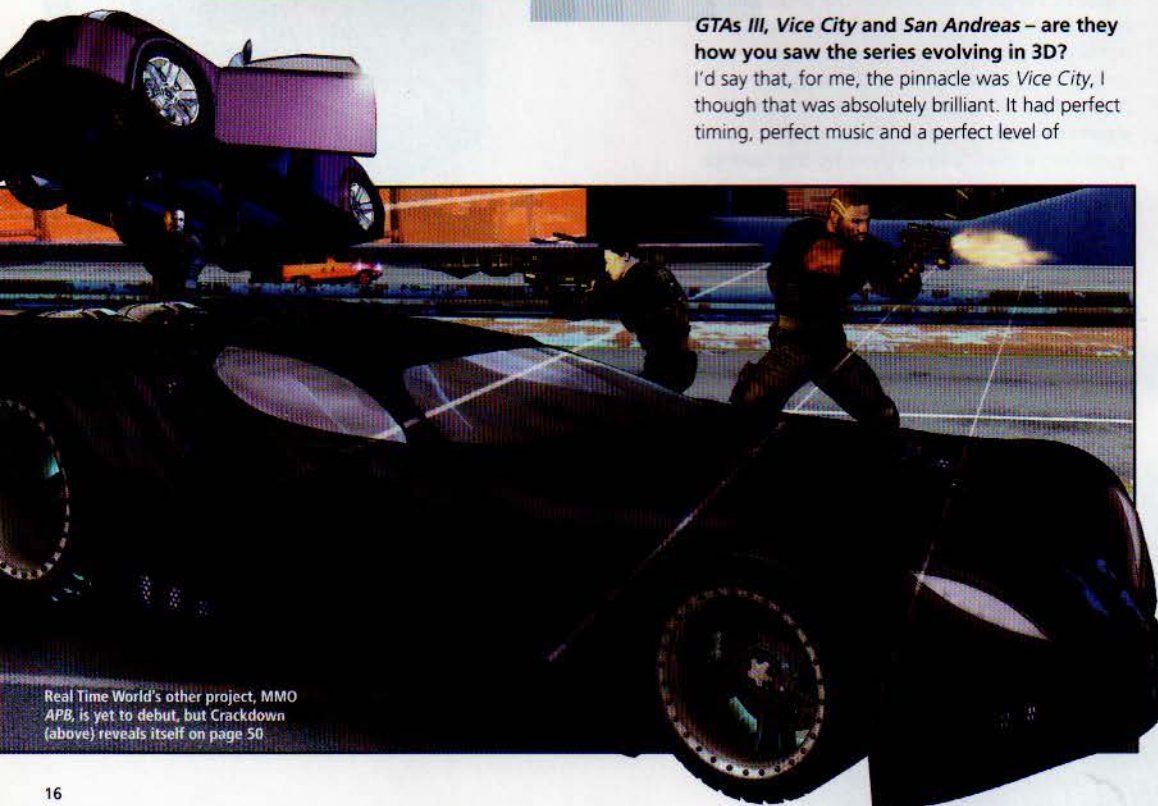 GTAs III, Vice City and San Andreas – are they
how you saw the series evolving in 3D?
I'd say that, for me, the pinnacle was Vice City, I
though that was absolutely brilliant. It had perfect
timing, perfect music and a perfect level of
Real Time World's other project, MMO
APB, is yet to debut, but Crackdown
(above) reveals itself on page 50
16